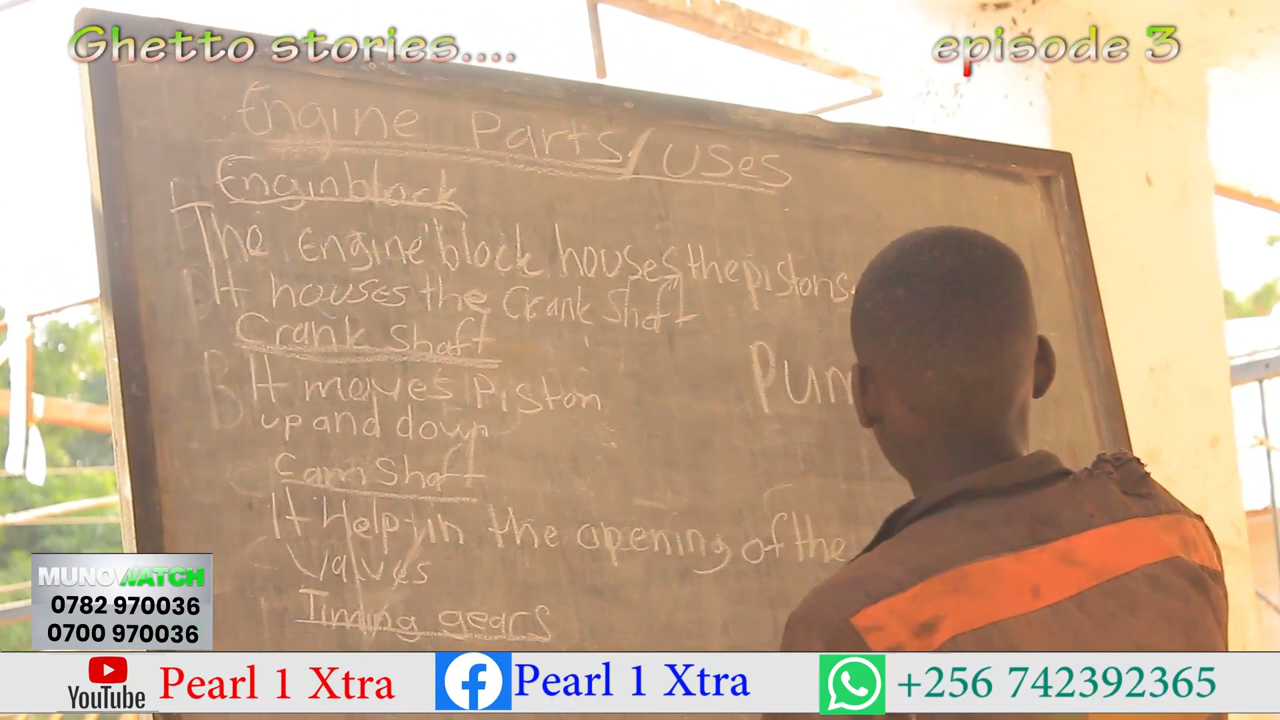 Ghetto stories....
episode 3
Engine Parts/Uses
Enginblock
The Engine block houses the pistons.
It houses the Crank Shaft
Crank Shaft
It moves Piston
up and down
Pum
Cam Shaft
It Help in the opening of the
Valves
Timing gears
MUNOWATCH
0782 970036
0700 970036
YouTube Pearl 1 Xtra
Pearl 1 Xtra
+256 742392365